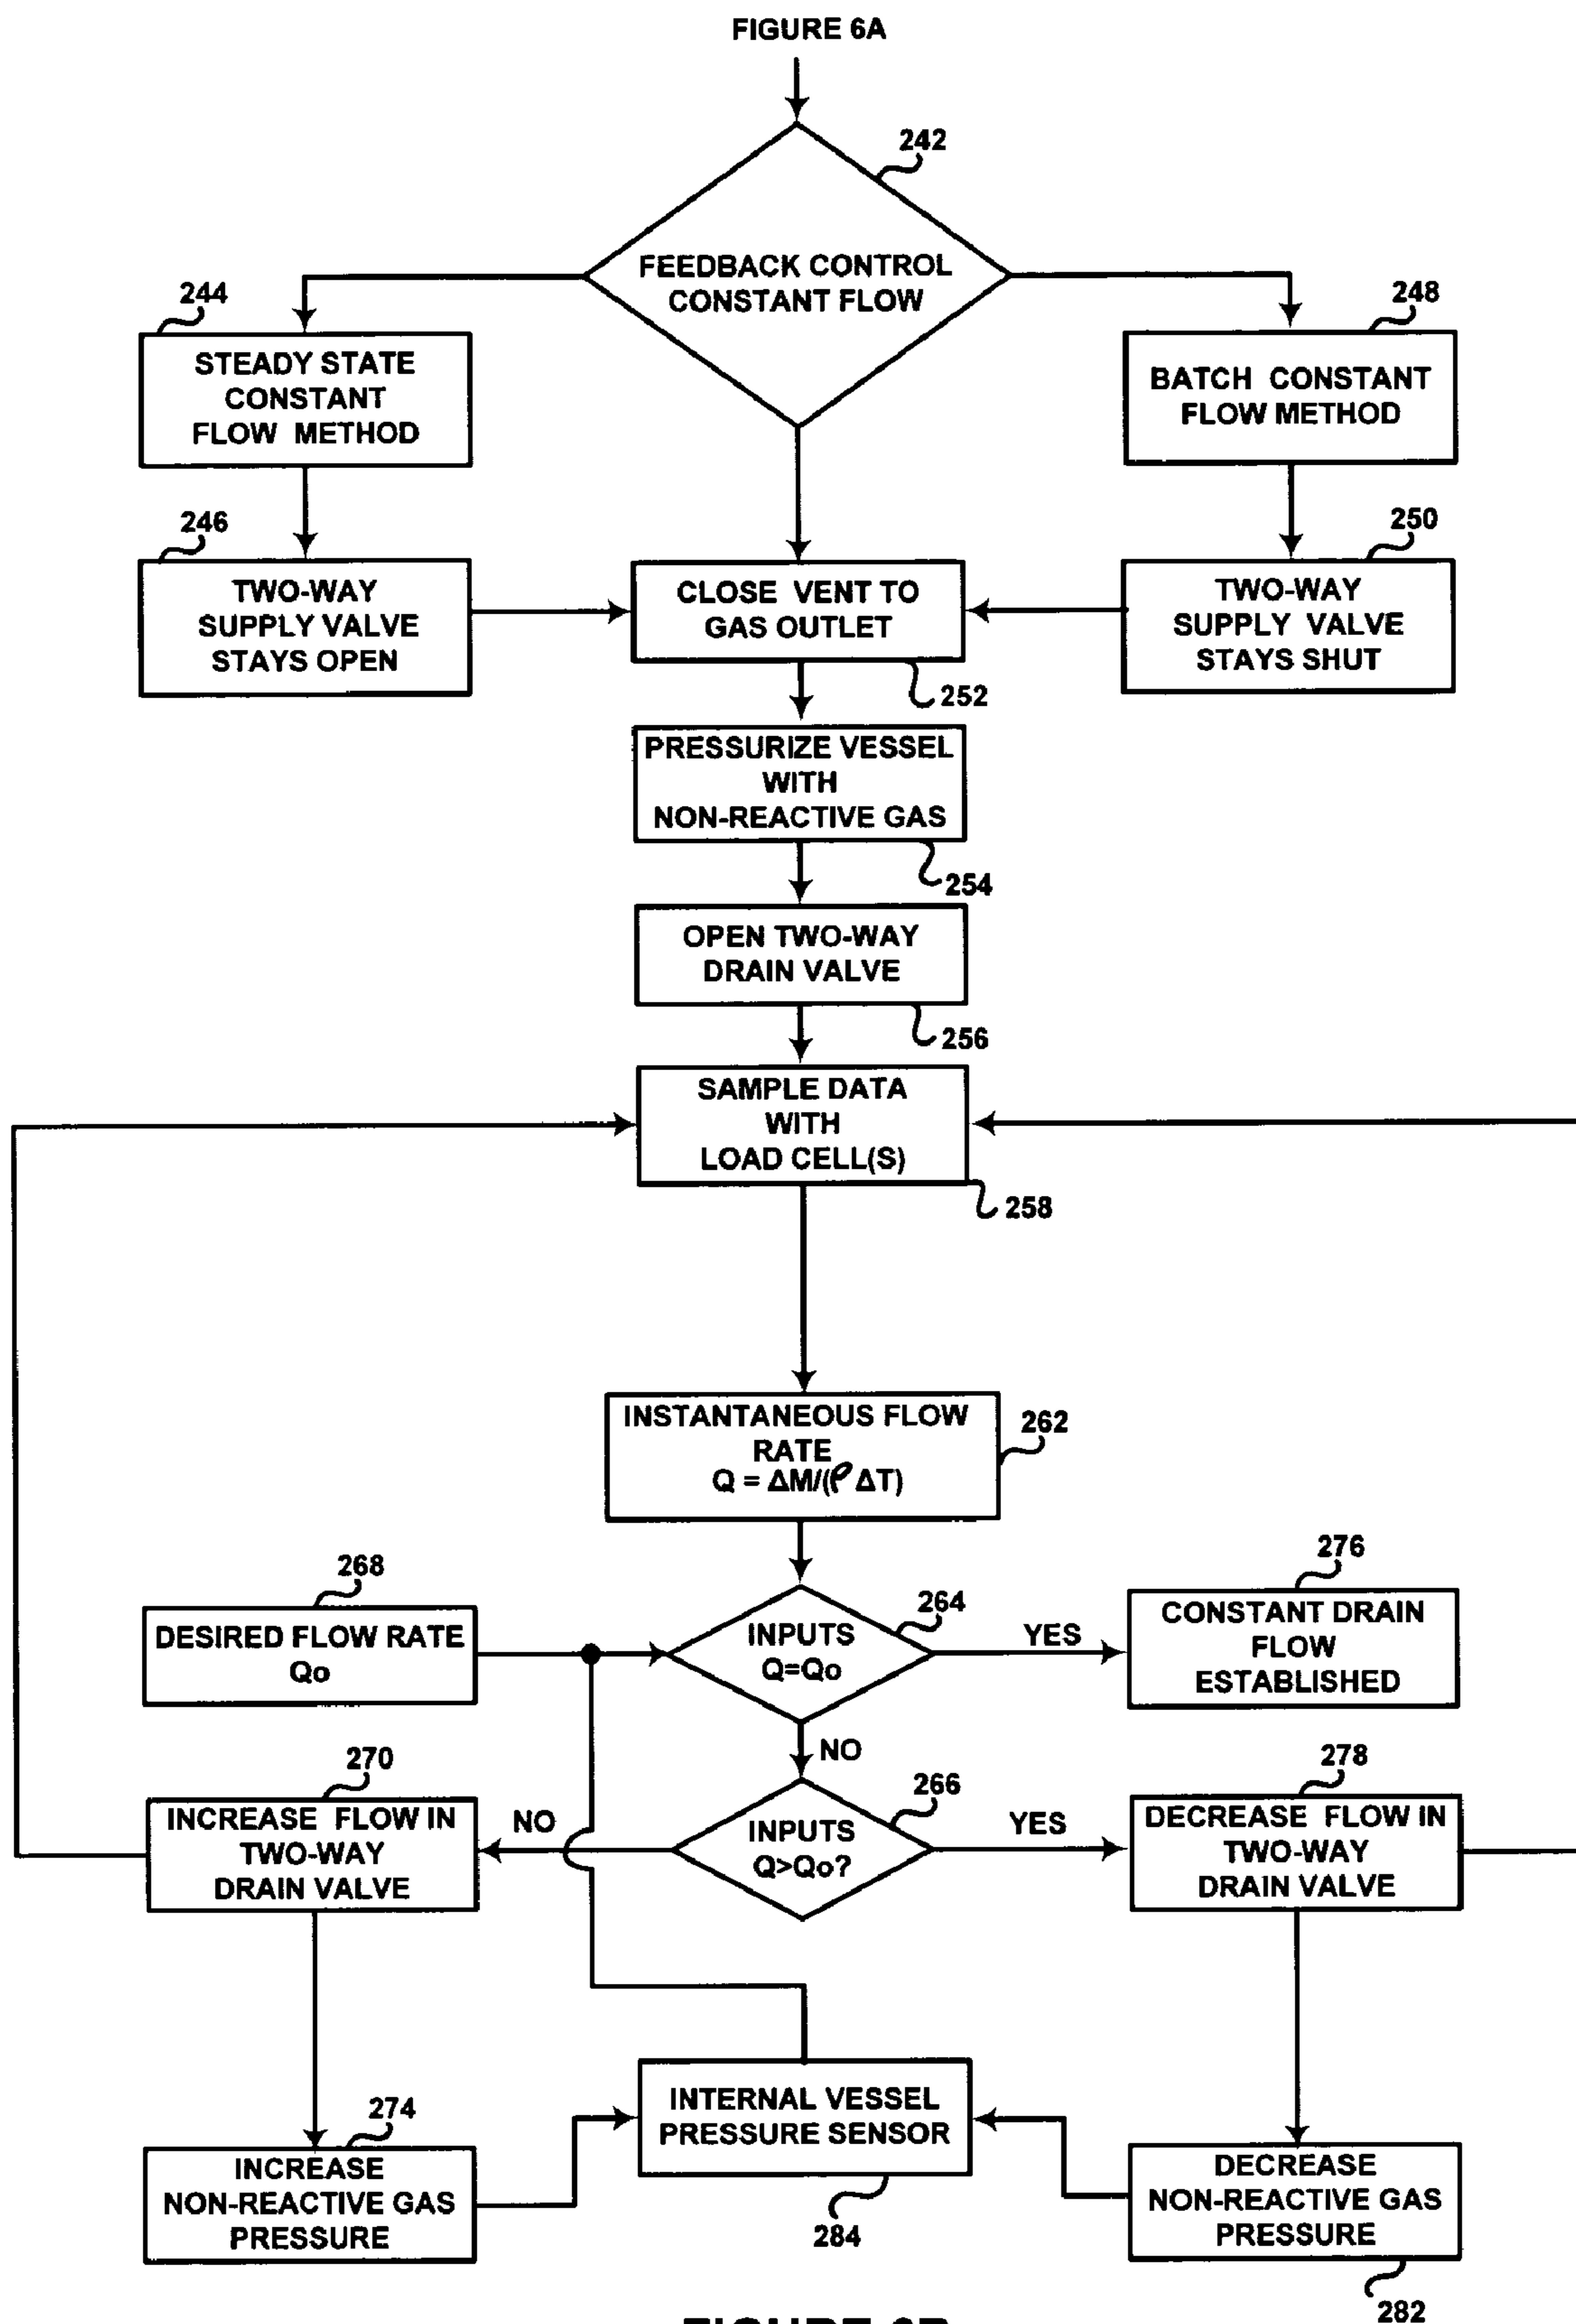 FIGURE 6A
242
FEEDBACK CONTROL
CONSTANT FLOW
244
STEADY STATE
CONSTANT
FLOW METHOD
248
BATCH CONSTANT
FLOW METHOD
246
TWO-WAY
SUPPLY VALVE
STAYS OPEN
CLOSE VENT TO
GAS OUTLET
252
250
TWO-WAY
SUPPLY VALVE
STAYS SHUT
PRESSURIZE VESSEL
WITH
NON-REACTIVE GAS
254
OPEN TWO-WAY
DRAIN VALVE
256
SAMPLE DATA
WITH
LOAD CELL(S)
258
INSTANTANEOUS FLOW
RATE
Q = ΔM/(ρ ΔT)
262
268
DESIRED FLOW RATE
Qo
264
INPUTS
Q=Qo
YES
276
CONSTANT DRAIN
FLOW
ESTABLISHED
NO
270
INCREASE FLOW IN
TWO-WAY
DRAIN VALVE
NO
266
INPUTS
Q>Qo?
YES
278
DECREASE FLOW IN
TWO-WAY
DRAIN VALVE
274
INCREASE
NON-REACTIVE GAS
PRESSURE
INTERNAL VESSEL
PRESSURE SENSOR
284
DECREASE
NON-REACTIVE GAS
PRESSURE
282